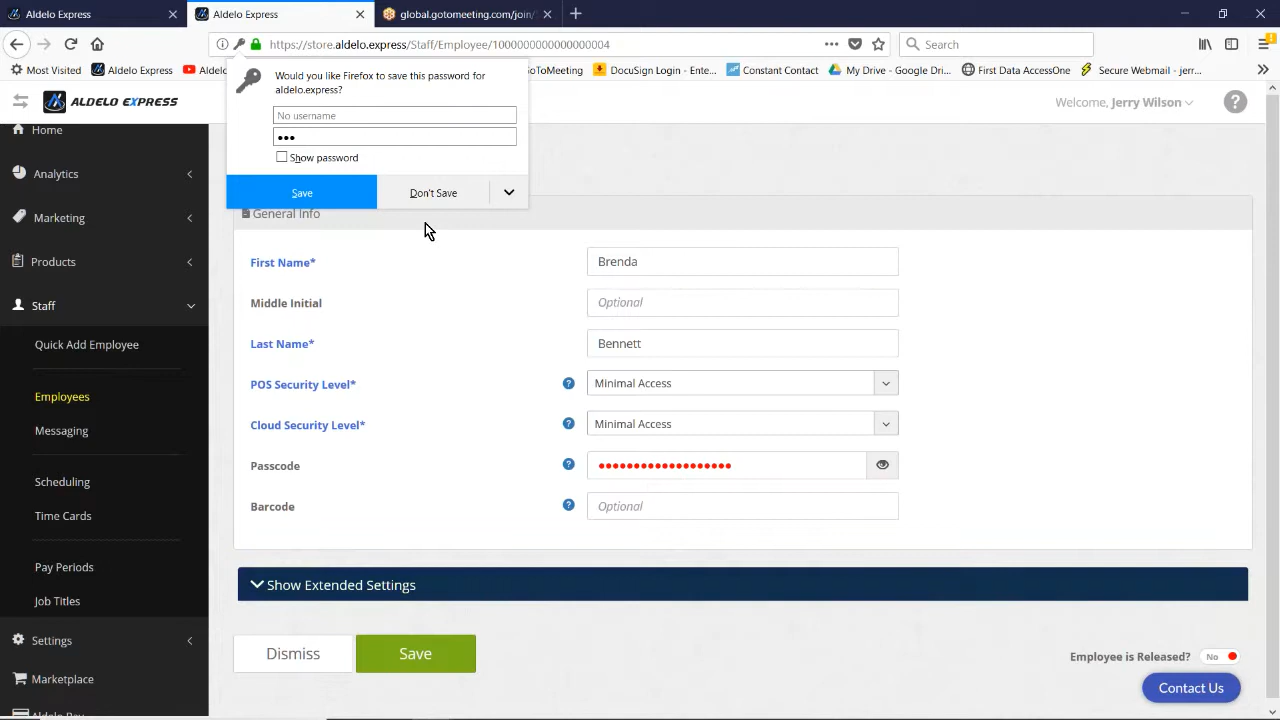 Aldelo Express
Aldelo Express
global.gotomeeting.com/join/
https://store.aldelo.express/Staff/Employee/
Search
Most Visited
Aldelo Express
GoToMeeting
DocuSign Login - Enter...
Constant Contact
My Drive - Google Dri...
First Data AccessOne
Secure Webmail - jerr...
ALDELO EXPRESS
Welcome, Jerry Wilson
Would you like Firefox to save this password for
aldelo.express?
No username
Show password
Save
Don't Save
Home
Analytics
Marketing
Products
Staff
Quick Add Employee
Employees
Messaging
Scheduling
Time Cards
Pay Periods
Job Titles
Settings
Marketplace
General Info
First Name*
Brenda
Middle Initial
Optional
Last Name*
Bennett
POS Security Level*
?
Minimal Access
Cloud Security Level*
?
Minimal Access
Passcode
?
Barcode
?
Optional
Show Extended Settings
Dismiss
Save
Employee is Released?
No
Contact Us